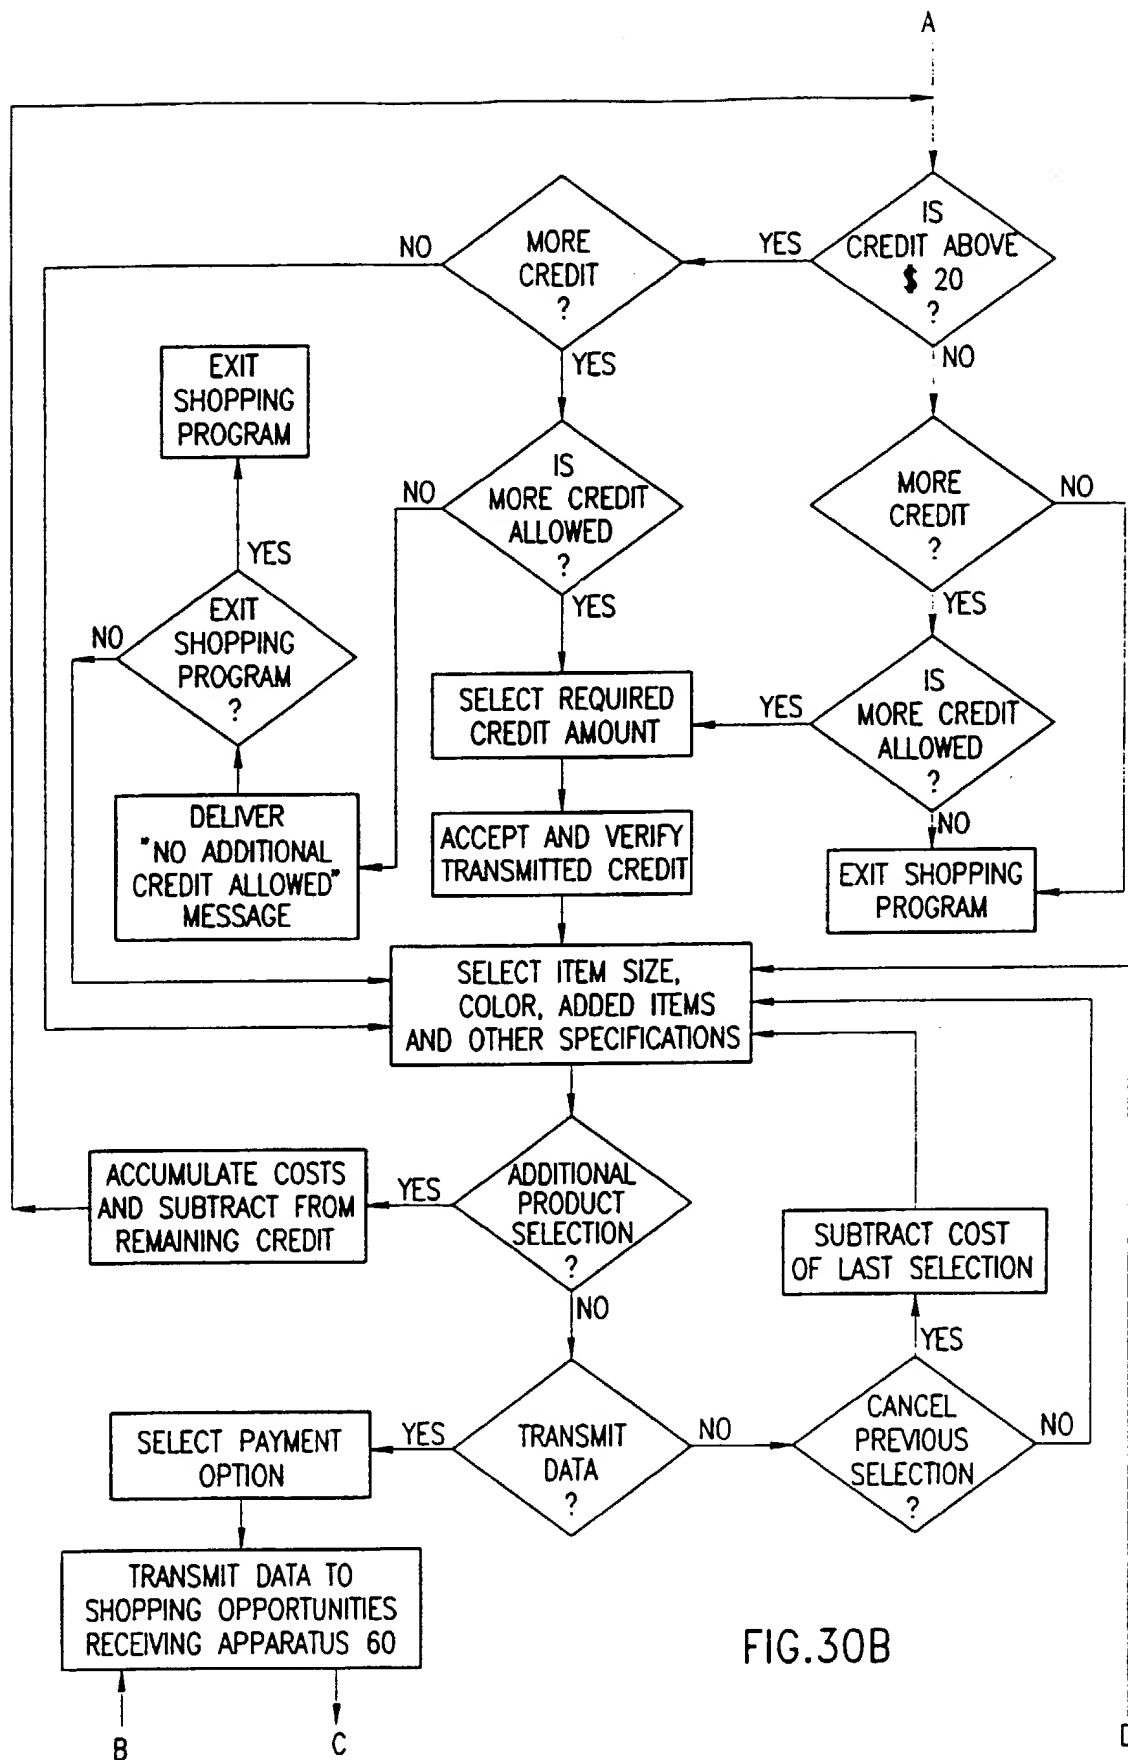 A
IS
CREDIT ABOVE
$ 20
?
YES
NO
MORE
CREDIT
?
NO
YES
EXIT
SHOPPING
PROGRAM
IS
MORE CREDIT
ALLOWED
?
NO
YES
MORE
CREDIT
?
NO
YES
YES
EXIT
SHOPPING
PROGRAM
?
NO
SELECT REQUIRED
CREDIT AMOUNT
YES
IS
MORE CREDIT
ALLOWED
?
NO
DELIVER
"NO ADDITIONAL
CREDIT ALLOWED"
MESSAGE
ACCEPT AND VERIFY
TRANSMITTED CREDIT
EXIT SHOPPING
PROGRAM
SELECT ITEM SIZE,
COLOR, ADDED ITEMS
AND OTHER SPECIFICATIONS
ACCUMULATE COSTS
AND SUBTRACT FROM
REMAINING CREDIT
YES
ADDITIONAL
PRODUCT
SELECTION
?
NO
SUBTRACT COST
OF LAST SELECTION
YES
SELECT PAYMENT
OPTION
YES
TRANSMIT
DATA
?
NO
CANCEL
PREVIOUS
SELECTION
?
NO
TRANSMIT DATA TO
SHOPPING OPPORTUNITIES
RECEIVING APPARATUS 60
FIG.30B
B
C